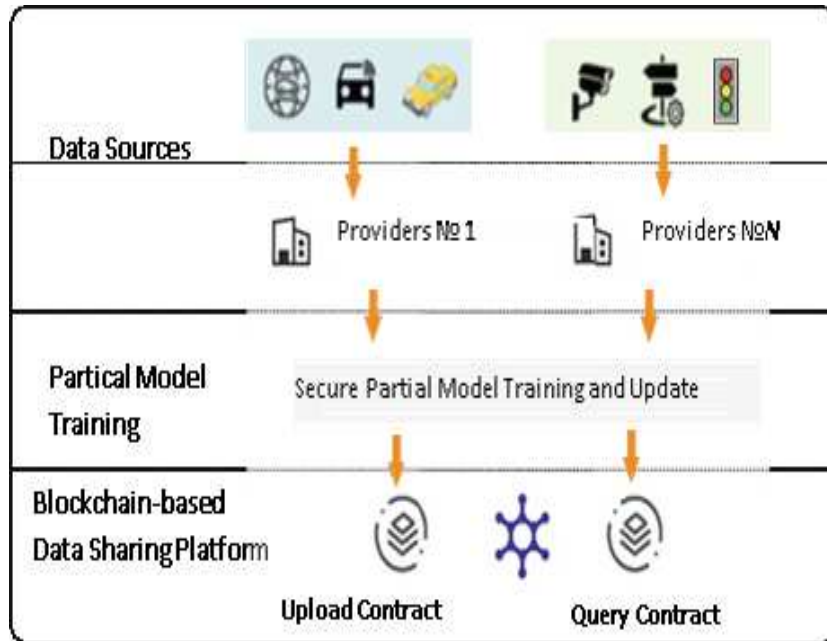 Data Sources
Providers № 1
Providers №N
Partical Model
Training
Secure Partial Model Training and Update
Blockchain-based
Data Sharing Platform
Upload Contract
Query Contract